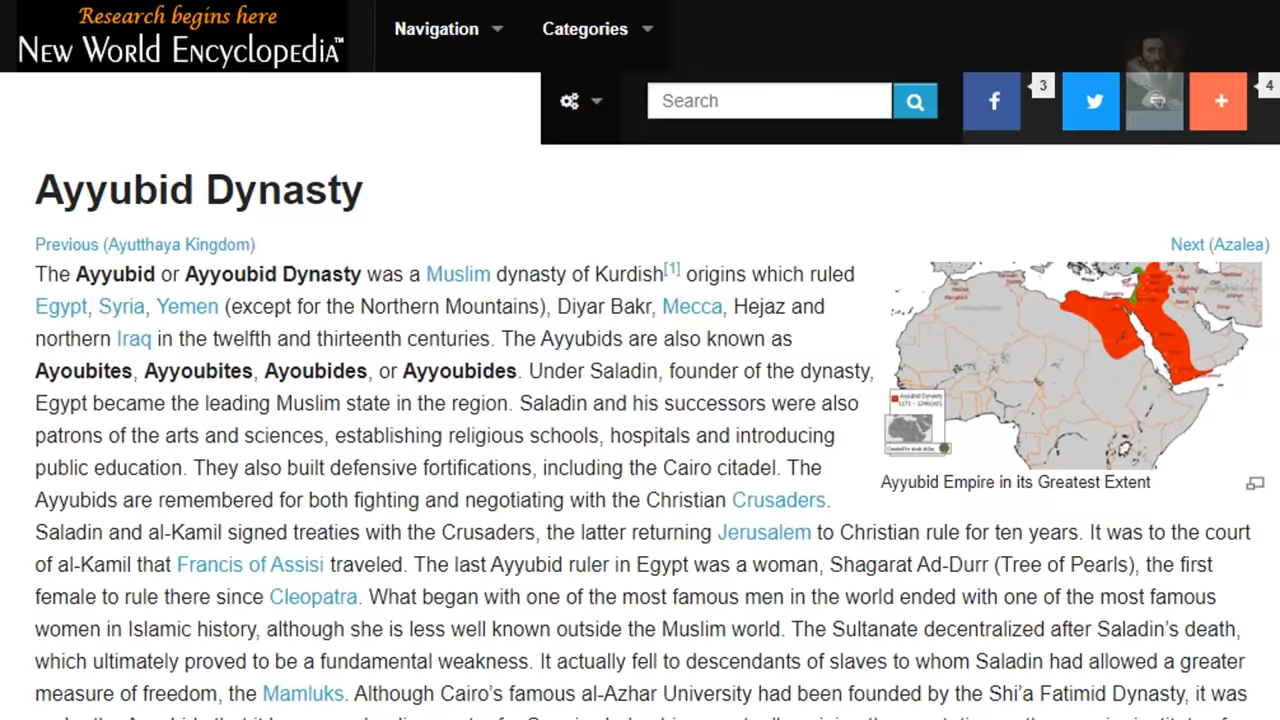 Research begins here
New World Encyclopedia™
Navigation
Categories
Search
3
4
Ayyubid Dynasty
Previous (Ayutthaya Kingdom)
Next (Azalea)
The Ayyubid or Ayyoubid Dynasty was a Muslim dynasty of Kurdish[1] origins which ruled
Egypt, Syria, Yemen (except for the Northern Mountains), Diyar Bakr, Mecca, Hejaz and
northern Iraq in the twelfth and thirteenth centuries. The Ayyubids are also known as
Ayoubites, Ayyoubites, Ayoubides, or Ayyoubides. Under Saladin, founder of the dynasty,
Egypt became the leading Muslim state in the region. Saladin and his successors were also
patrons of the arts and sciences, establishing religious schools, hospitals and introducing
public education. They also built defensive fortifications, including the Cairo citadel. The
Ayyubids are remembered for both fighting and negotiating with the Christian Crusaders.
Ayyubid Dynasty
Ayyubid Empire in its Greatest Extent
Saladin and al-Kamil signed treaties with the Crusaders, the latter returning Jerusalem to Christian rule for ten years. It was to the court
of al-Kamil that Francis of Assisi traveled. The last Ayyubid ruler in Egypt was a woman, Shagarat Ad-Durr (Tree of Pearls), the first
female to rule there since Cleopatra. What began with one of the most famous men in the world ended with one of the most famous
women in Islamic history, although she is less well known outside the Muslim world. The Sultanate decentralized after Saladin's death,
which ultimately proved to be a fundamental weakness. It actually fell to descendants of slaves to whom Saladin had allowed a greater
measure of freedom, the Mamluks. Although Cairo's famous al-Azhar University had been founded by the Shi'a Fatimid Dynasty, it was